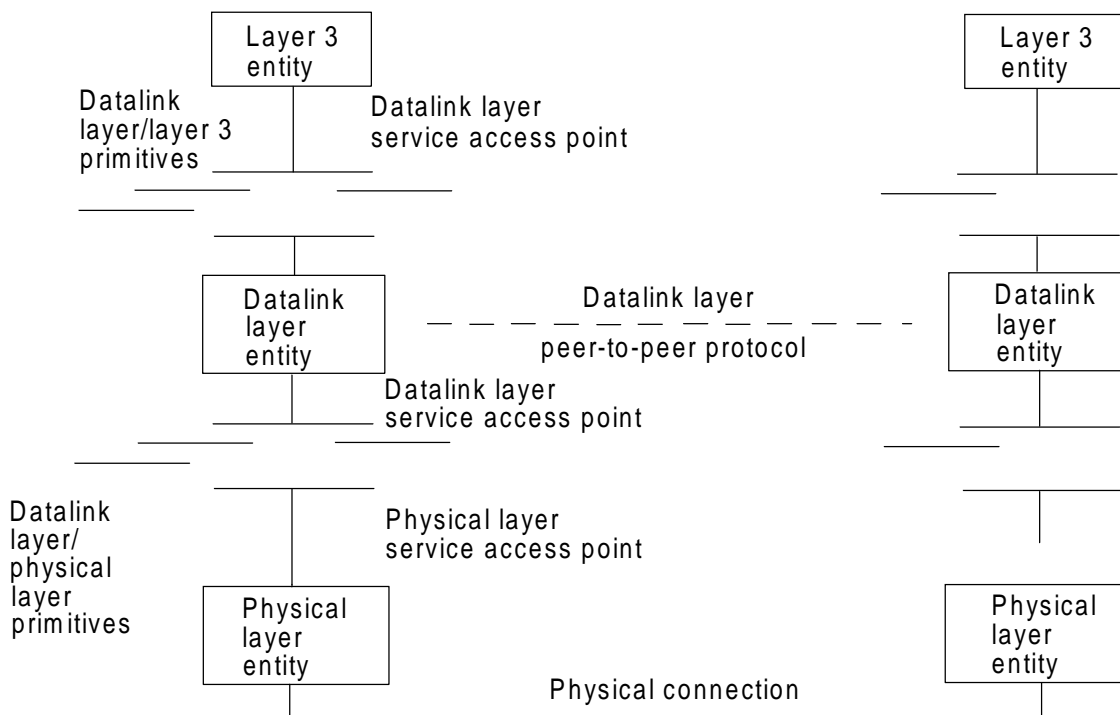 Layer 3
entity
Layer 3
entity
Datalink
layer/layer 3
primitives
Datalink layer
service access point
Datalink
layer
entity
Datalink layer
peer-to-peer protocol
Datalink
layer
entity
Datalink layer
service access point
Datalink
layer/
physical
layer
primitives
Physical layer
service access point
Physical
layer
entity
Physical connection
Physical
layer
entity